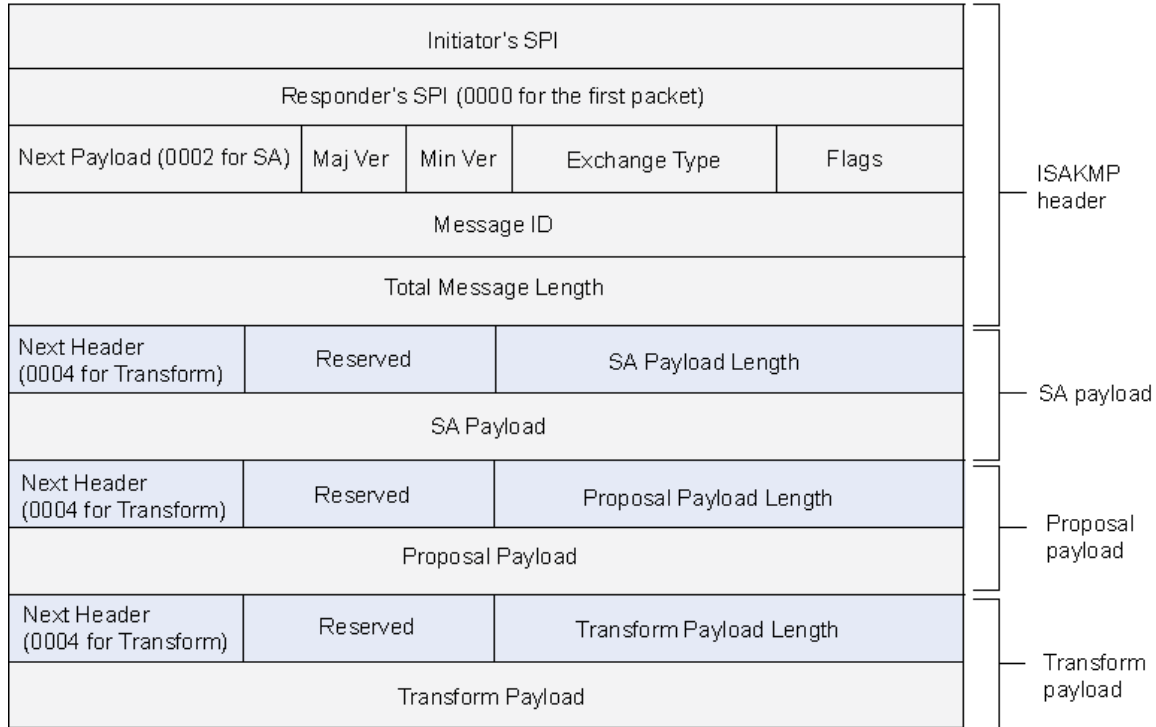 Initiator's SPI
Responder's SPI (0000 for the first packet)
Next Payload (0002 for SA)
Maj Ver
Min Ver
Exchange Type
Flags
Message ID
Total Message Length
ISAKMP
header
Next Header
(0004 for Transform)
Reserved
SA Payload Length
SA Payload
SA payload
Next Header
(0004 for Transform)
Reserved
Proposal Payload Length
Proposal Payload
Proposal
payload
Next Header
(0004 for Transform)
Reserved
Transform Payload Length
Transform Payload
Transform
payload